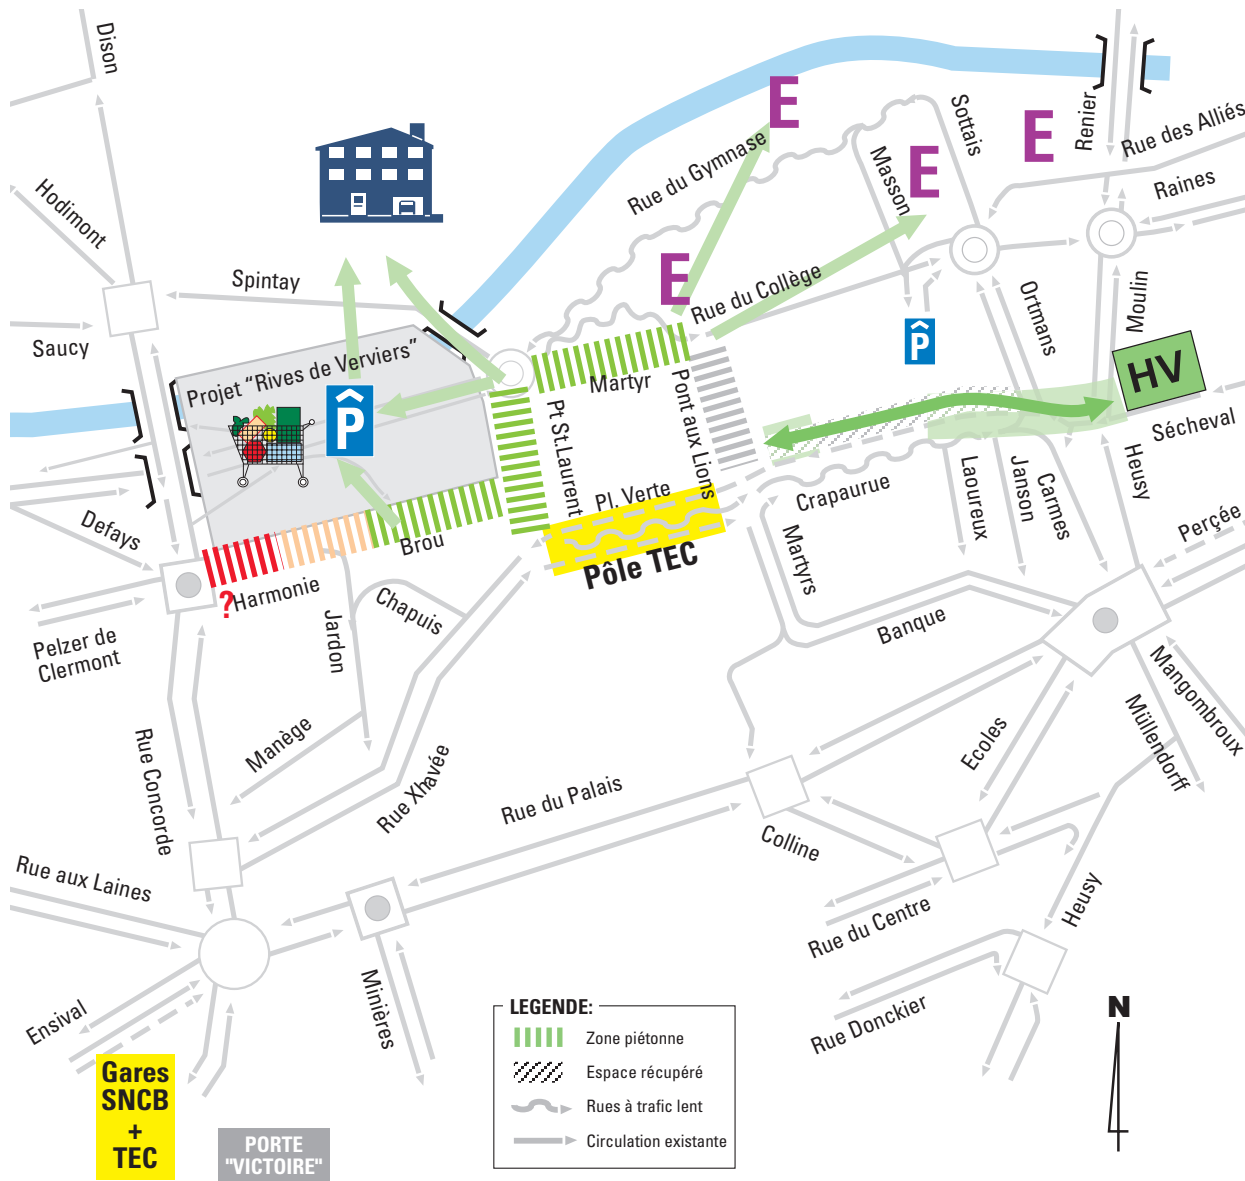 Dison
Hodimont
Saucy
Spintay
Projet "Rives de Verviers"
P
Defays
Pelzer de
Clermont
?
Harmonie
Brou
Jardon
Chapuis
Manège
Rue Concorde
Rue Xhavée
Rue aux Laines
Ensival
Minières
Gares
SNCB
+
TEC
PORTE
"VICTOIRE"
E
E
E
E
Rue du Gymnase
Rue du Collège
Masson
Sottais
Renier
Rue des Alliés
Raines
Moulin
Ortmans
P
HV
Sécheval
Martyr
Pt St.Laurent
Pont aux Lions
Pl. Verte
Pôle TEC
Crapaurue
Martyrs
Laoureux
Janson
Carmes
Heusy
Perçée
Banque
Mangombroux
Müllendorff
Ecoles
Rue du Palais
Colline
Rue du Centre
Heusy
Rue Donckier
N
LEGENDE:
Zone piétonne
Espace récupéré
Rues à trafic lent
Circulation existante